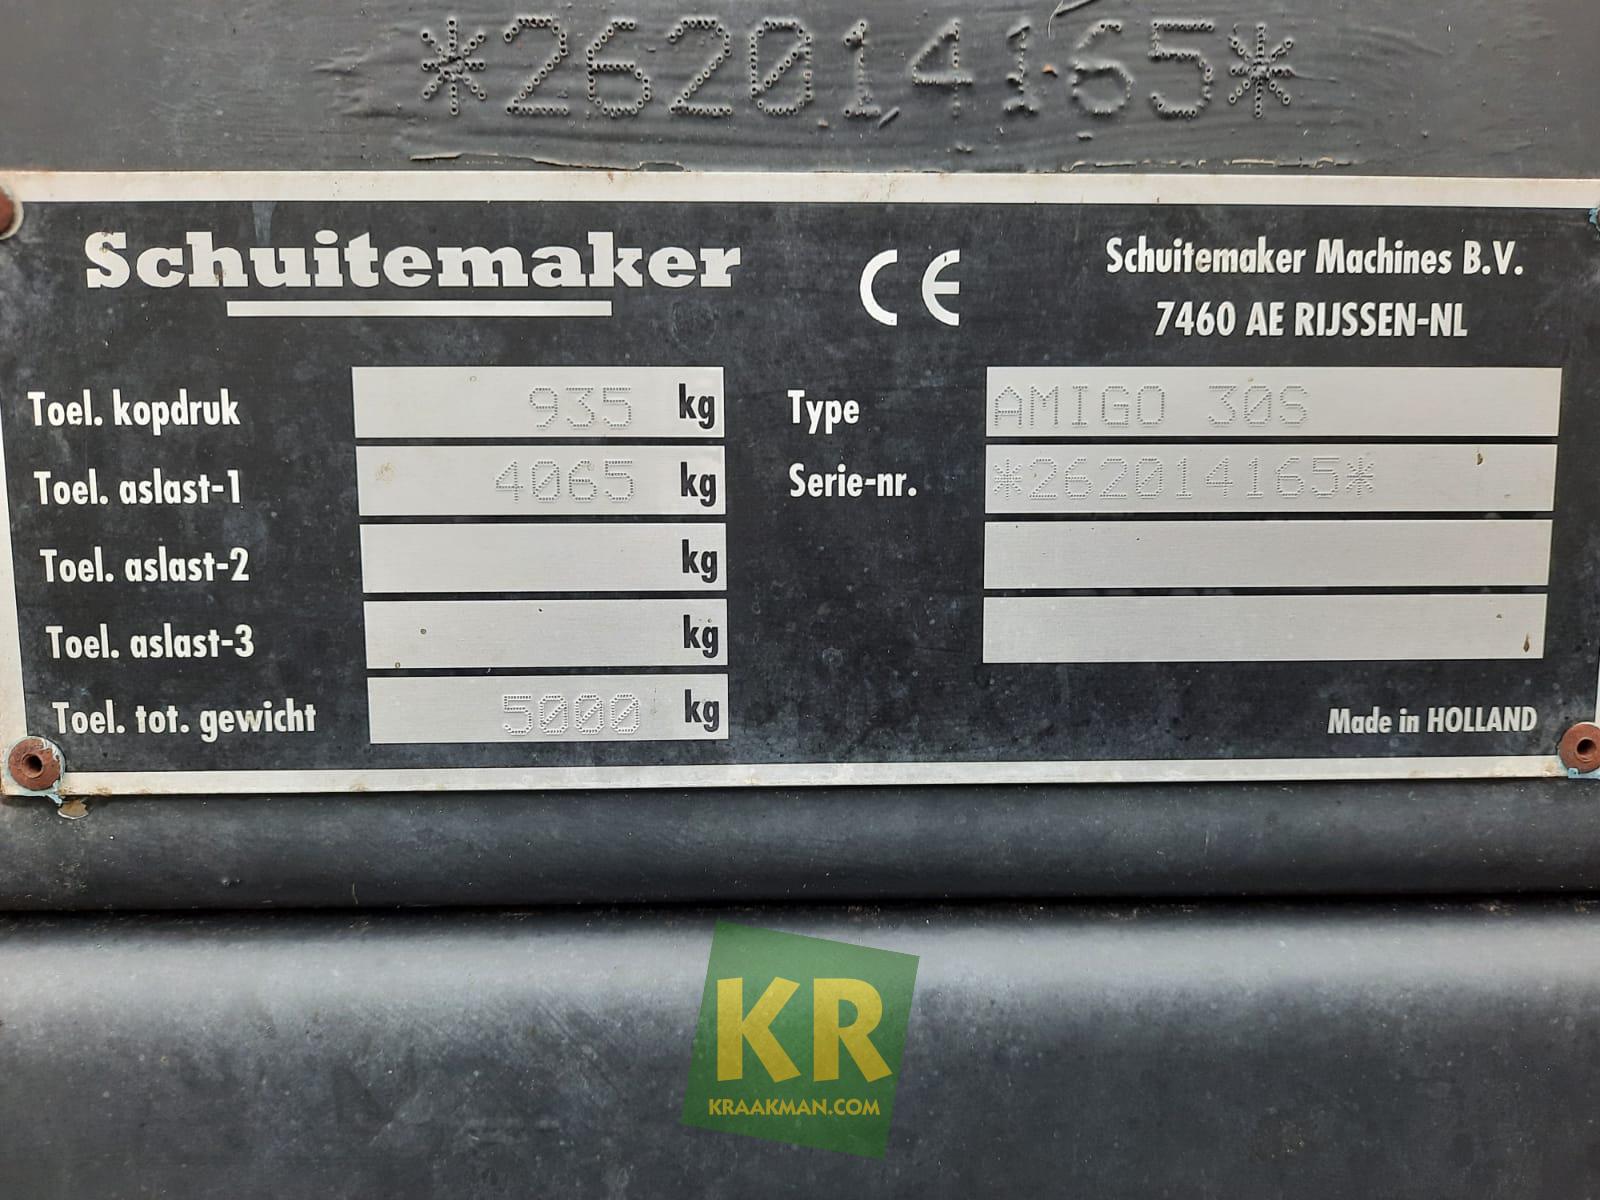 *262014165*
Schuitemaker
CE
Schuitemaker Machines B.V.
7460 AE RIJSSEN-NL
Toel. kopdruk 935 kg
Toel. aslast-1 4065 kg
Toel. aslast-2 kg
Toel. aslast-3 kg
Toel. tot. gewicht 5000 kg
Type AMIGO 30S
Serie-nr. *262014165*
Made in HOLLAND
KR
KRAAKMAN.COM